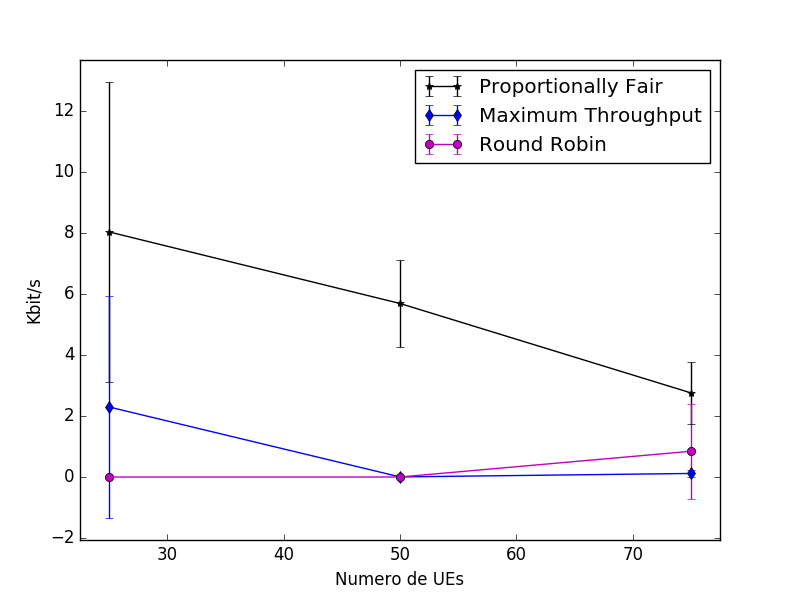 Proportionally Fair
Maximum Throughput
Round Robin
12
10
8
6
4
2
0
−2
Kbit/s
30 40 50 60 70
Numero de UEs